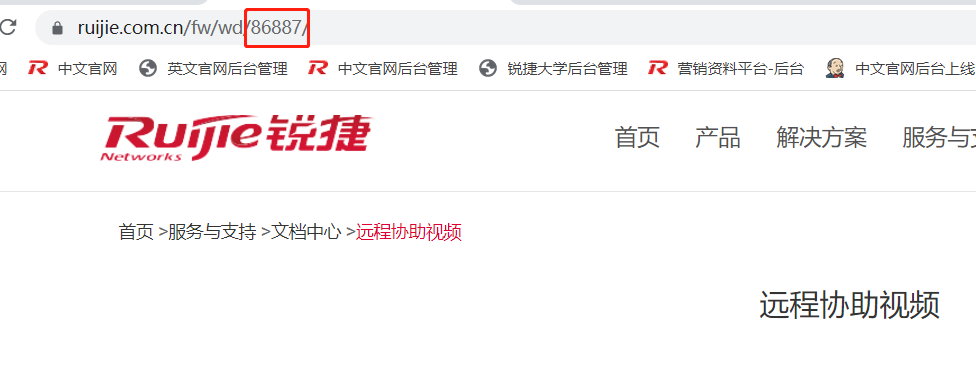 ruijie.com.cn/fw/wd/86887/
网 中文官网 英文官网后台管理 中文官网后台管理 锐捷大学后台管理 营销资料平台-后台 中文官网后台上线
Ruijie锐捷
Networks
首页 产品 解决方案 服务与支
首页 >服务与支持 >文档中心 >远程协助视频
远程协助视频